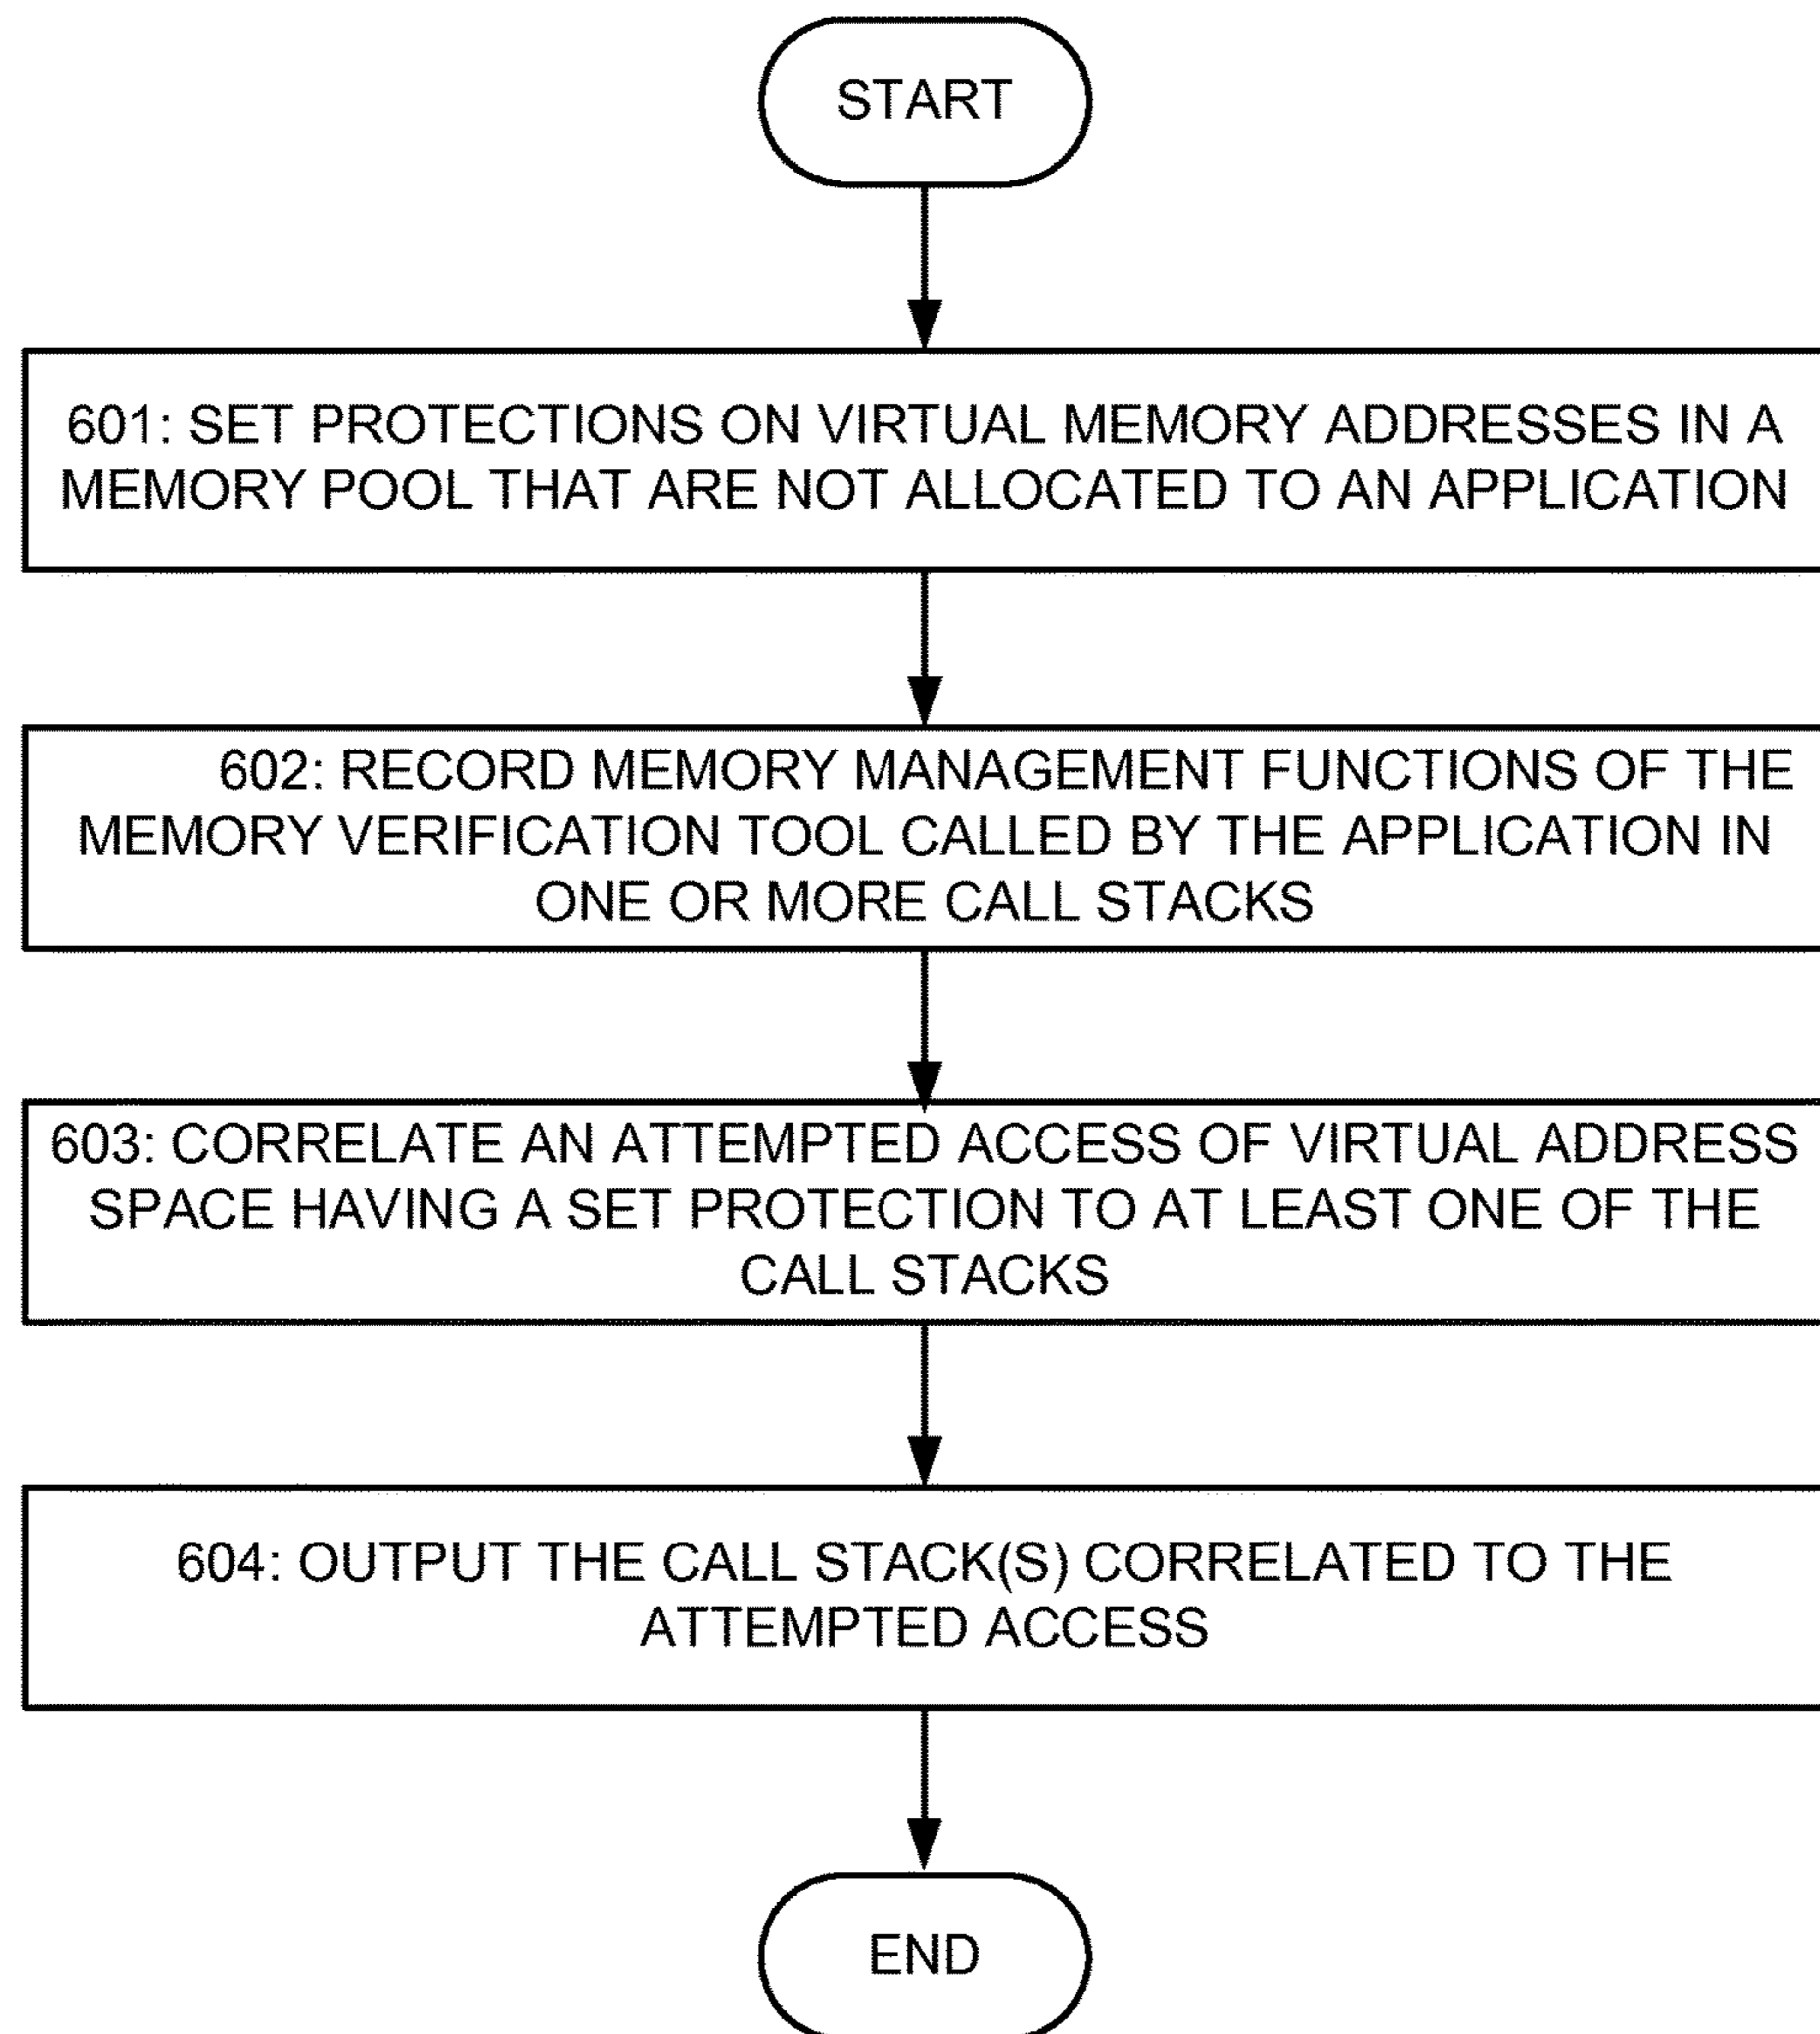 START
601: SET PROTECTIONS ON VIRTUAL MEMORY ADDRESSES IN A
MEMORY POOL THAT ARE NOT ALLOCATED TO AN APPLICATION
602: RECORD MEMORY MANAGEMENT FUNCTIONS OF THE
MEMORY VERIFICATION TOOL CALLED BY THE APPLICATION IN
ONE OR MORE CALL STACKS
603: CORRELATE AN ATTEMPTED ACCESS OF VIRTUAL ADDRESS
SPACE HAVING A SET PROTECTION TO AT LEAST ONE OF THE
CALL STACKS
604: OUTPUT THE CALL STACK(S) CORRELATED TO THE
ATTEMPTED ACCESS
END